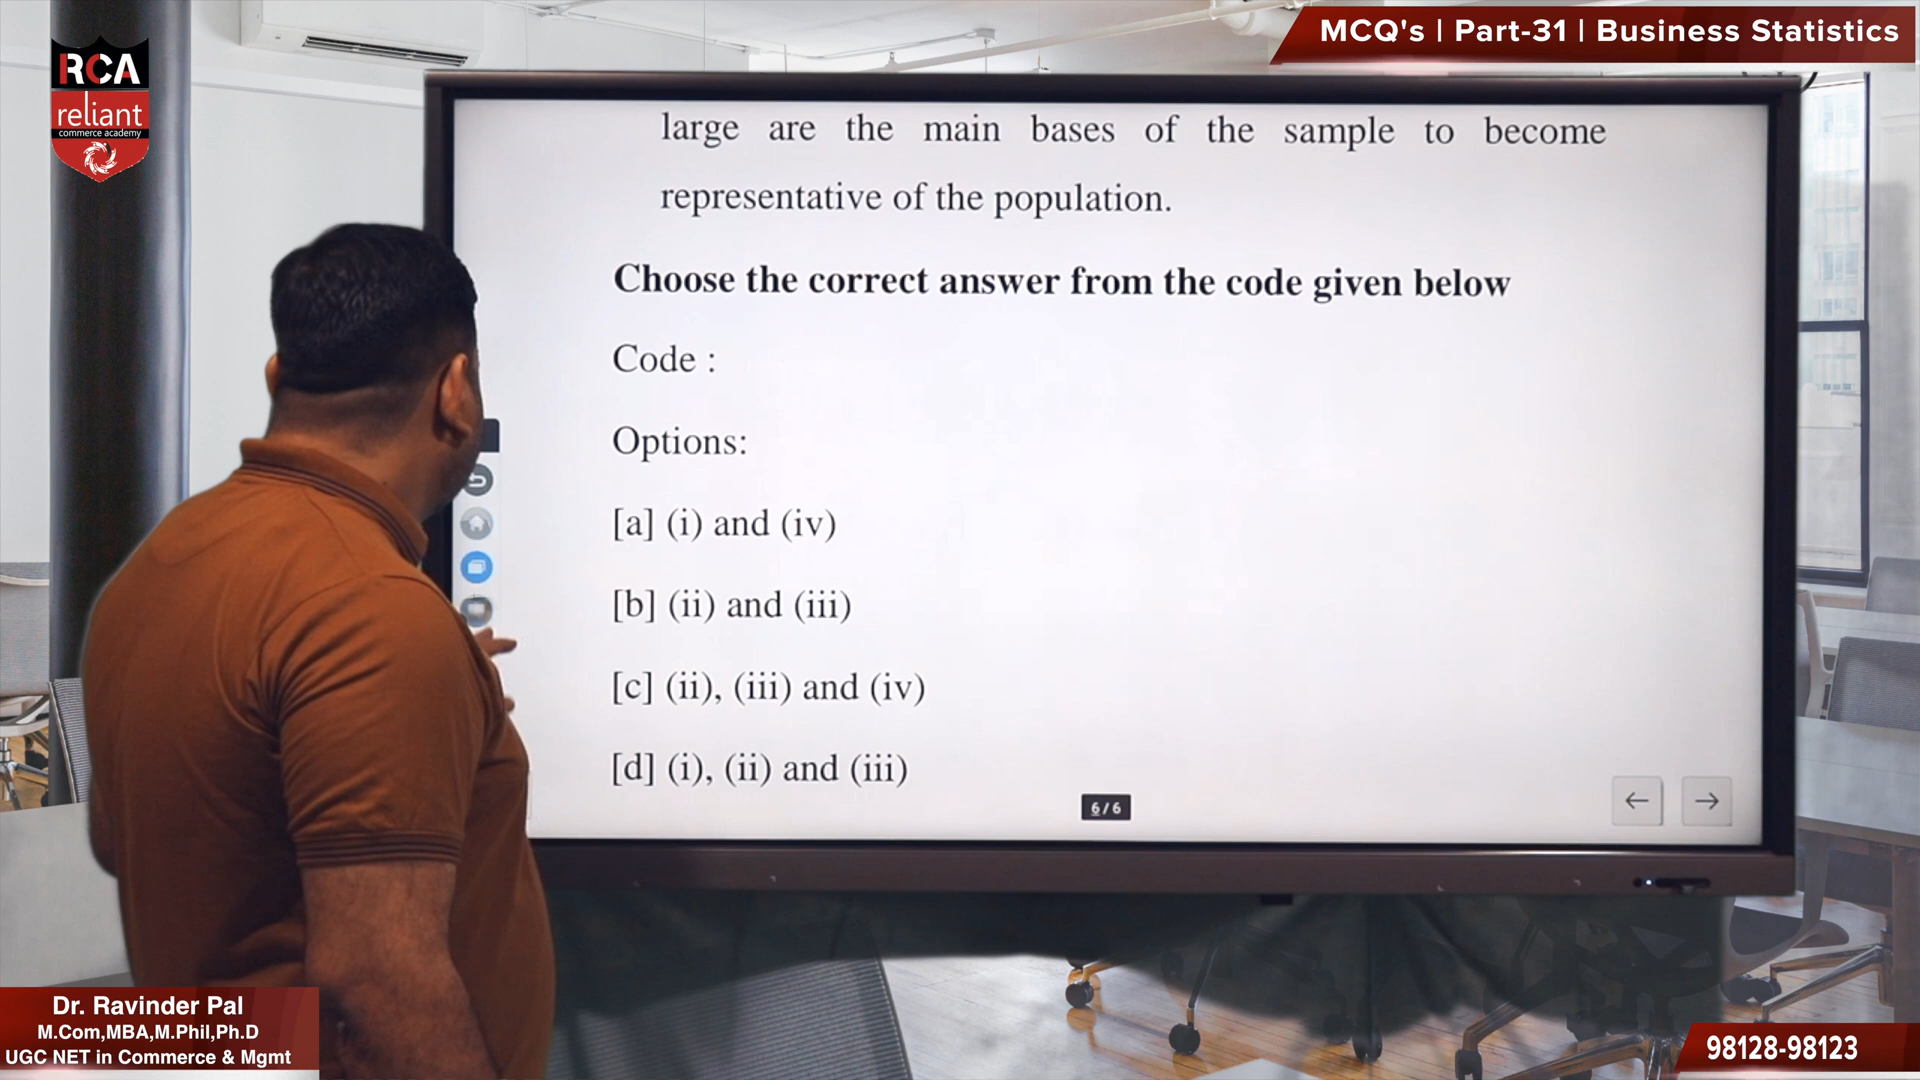 RCA
reliant
commerce academy
MCQ's | Part-31 | Business Statistics
large are the main bases of the sample to become
representative of the population.
Choose the correct answer from the code given below
Code :
Options:
[a] (i) and (iv)
[b] (ii) and (iii)
[c] (ii), (iii) and (iv)
[d] (i), (ii) and (iii)
6/6
Dr. Ravinder Pal
M.Com,MBA,M.Phil,Ph.D
UGC NET in Commerce & Mgmt
98128-98123